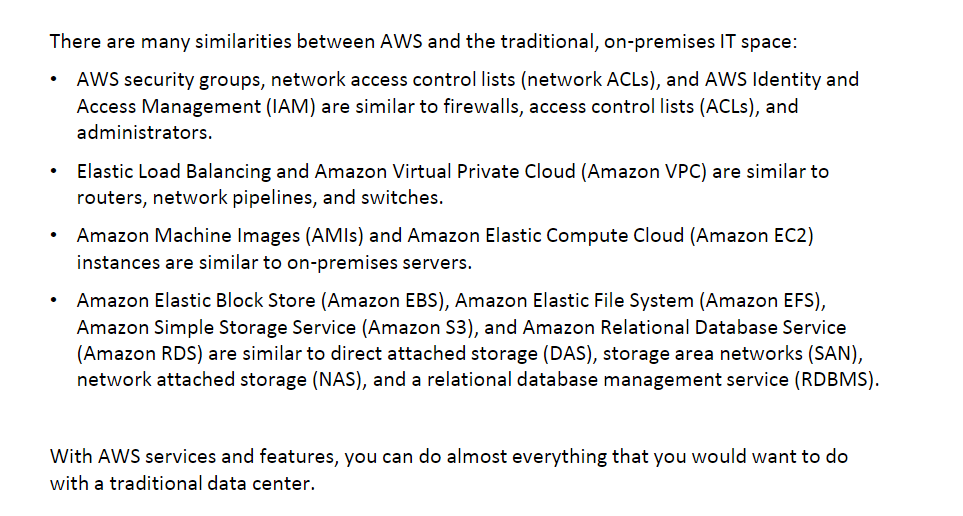 There are many similarities between AWS and the traditional, on-premises IT space:
• AWS security groups, network access control lists (network ACLs), and AWS Identity and
Access Management (IAM) are similar to firewalls, access control lists (ACLs), and
administrators.
• Elastic Load Balancing and Amazon Virtual Private Cloud (Amazon VPC) are similar to
routers, network pipelines, and switches.
• Amazon Machine Images (AMIs) and Amazon Elastic Compute Cloud (Amazon EC2)
instances are similar to on-premises servers.
• Amazon Elastic Block Store (Amazon EBS), Amazon Elastic File System (Amazon EFS),
Amazon Simple Storage Service (Amazon S3), and Amazon Relational Database Service
(Amazon RDS) are similar to direct attached storage (DAS), storage area networks (SAN),
network attached storage (NAS), and a relational database management service (RDBMS).
With AWS services and features, you can do almost everything that you would want to do
with a traditional data center.